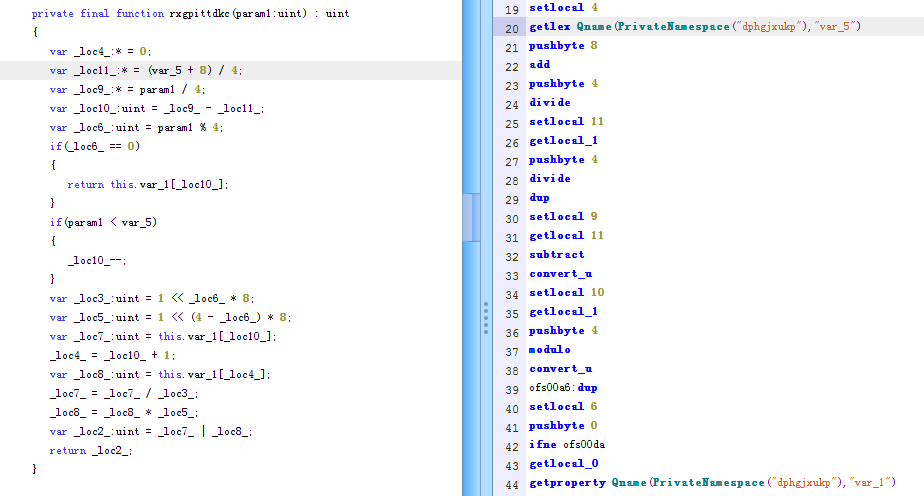 private final function rxgpittdkc(param1:uint) : uint
{
var _loc4_:* = 0;
var _loc11_:* = (var_5 + 8) / 4;
var _loc9_:* = param1 / 4;
var _loc10_:uint = _loc9_ - _loc11_;
var _loc6_:uint = param1 % 4;
if(_loc6_ == 0)
{
return this.var_1[_loc10_];
}
if(param1 < var_5)
{
_loc10_--;
}
var _loc3_:uint = 1 << _loc6_ * 8;
var _loc5_:uint = 1 << (4 - _loc6_) * 8;
var _loc7_:uint = this.var_1[_loc10_];
_loc4_ = _loc10_ + 1;
var _loc8_:uint = this.var_1[_loc4_];
_loc7_ = _loc7_ / _loc3_;
_loc8_ = _loc8_ * _loc5_;
var _loc2_:uint = _loc7_ | _loc8_;
return _loc2_;
}
19 setlocal 4
20 getlex Qname(PrivateNamespace("dphgjxukp"),"var_5")
21 pushbyte 8
22 add
23 pushbyte 4
24 divide
25 setlocal 11
26 getlocal_1
27 pushbyte 4
28 divide
29 dup
30 setlocal 9
31 getlocal 11
32 subtract
33 convert_u
34 setlocal 10
35 getlocal_1
36 pushbyte 4
37 modulo
38 convert_u
39 ofs00a6:dup
40 setlocal 6
41 pushbyte 0
42 ifne ofs00da
43 getlocal_0
44 getproperty Qname(PrivateNamespace("dphgjxukp"),"var_1")